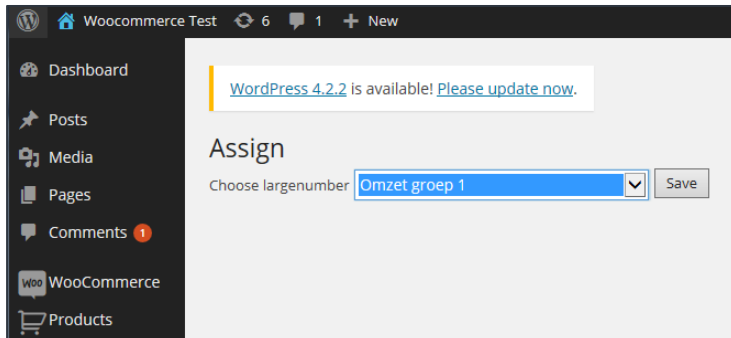 Woocommerce Test 6 1 + New
Dashboard
WordPress 4.2.2 is available! Please update now.
Posts
Assign
Media
Choose largenumber Omzet groep 1 Save
Pages
Comments 1
Woo WooCommerce
Products